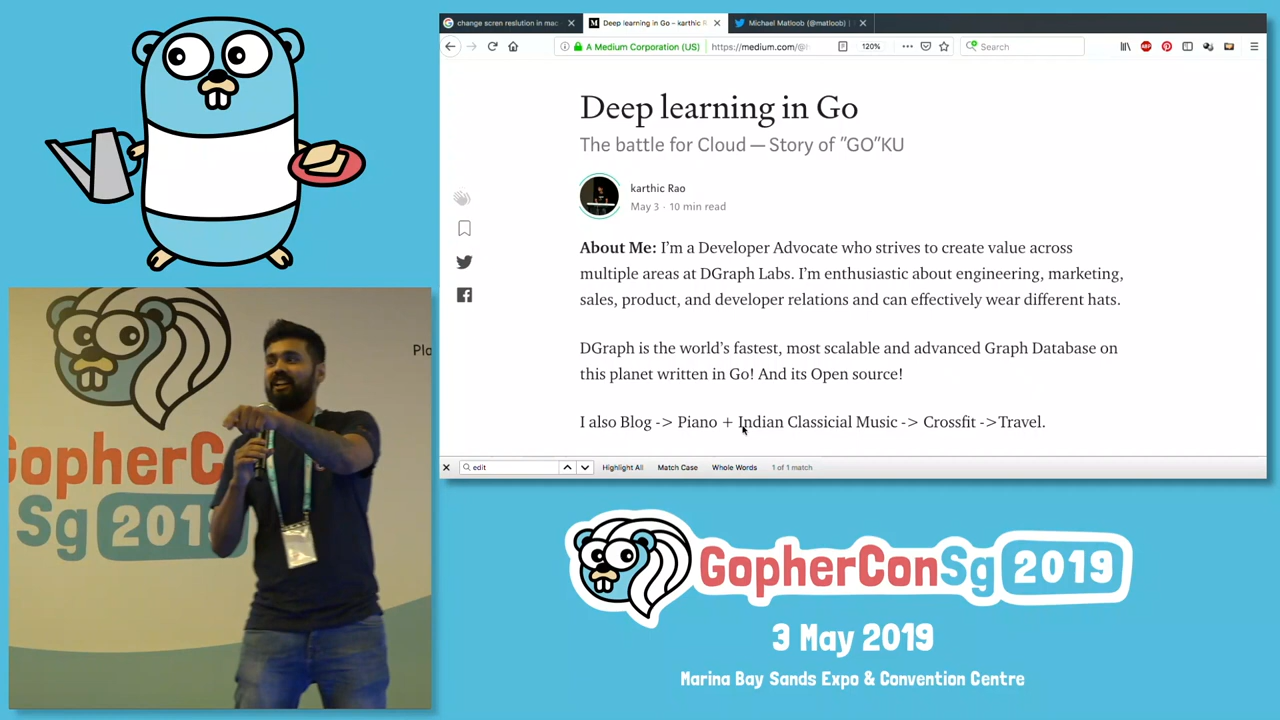 change scren reslution in mac
Deep learning in Go – karthic R
Michael Matloob (@matloob) |
A Medium Corporation (US)
https://medium.com/@
120%
Search
Deep learning in Go
The battle for Cloud — Story of "GO"KU
karthic Rao
May 3 · 10 min read
About Me: I'm a Developer Advocate who strives to create value across
multiple areas at DGraph Labs. I'm enthusiastic about engineering, marketing,
sales, product, and developer relations and can effectively wear different hats.
DGraph is the world's fastest, most scalable and advanced Graph Database on
this planet written in Go! And its Open source!
I also Blog -> Piano + Indian Classicial Music -> Crossfit ->Travel.
edit
Highlight All
Match Case
Whole Words
1 of 1 match
Pla
opherC
Sg 2019
GopherConSg 2019
3 May 2019
Marina Bay Sands Expo & Convention Centre